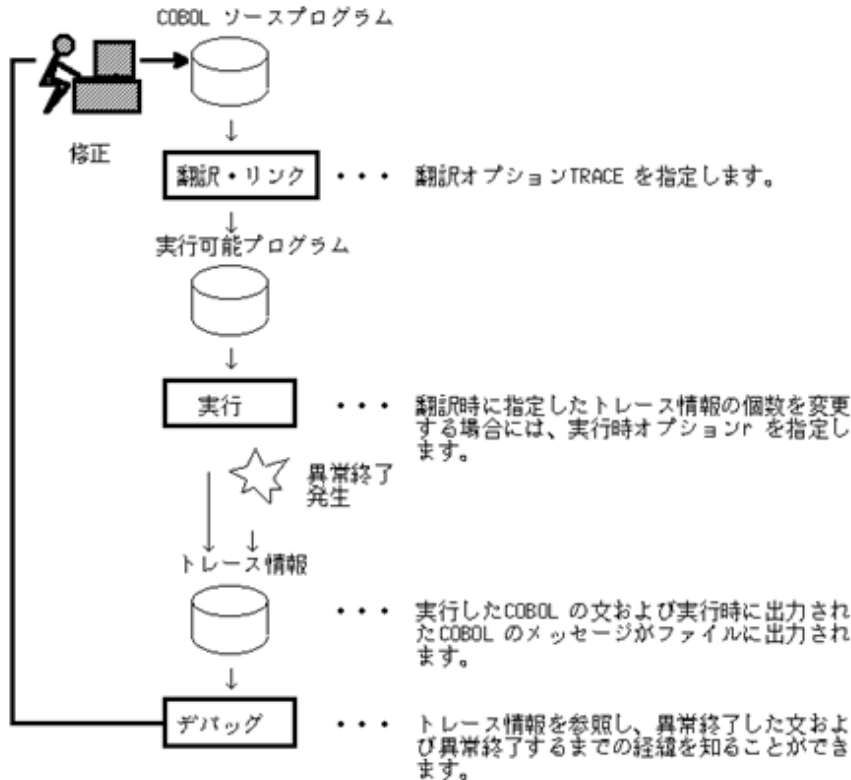 COBOL ソースプログラム
修正
翻訳・リンク ・・・ 翻訳オプションTRACE を指定します。
実行可能プログラム
実行 ・・・ 翻訳時に指定したトレース情報の個数を変更
する場合には、実行時オプションr を指定し
ます。
異常終了
発生
トレース情報
・・・ 実行したCOBOL の文および実行時に出力され
たCOBOL のメッセージがファイルに出力され
ます。
デバッグ ・・・ トレース情報を参照し、異常終了した文およ
び異常終了するまでの経緯を知ることができ
ます。